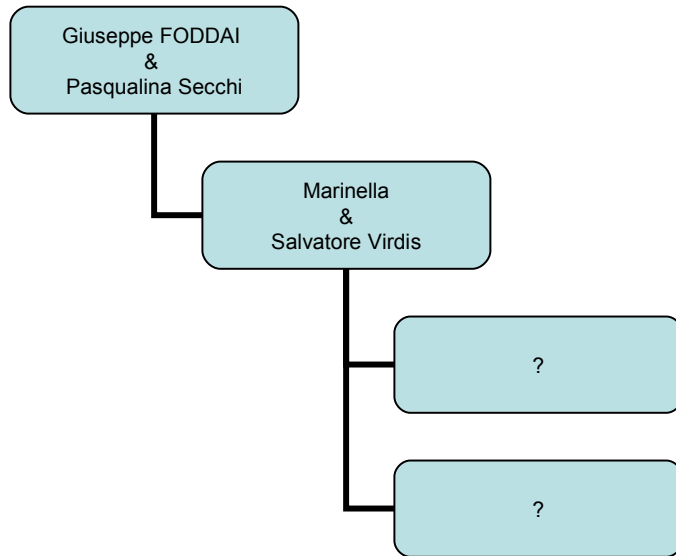 Giuseppe FODDAI
&
Pasqualina Secchi
Marinella
&
Salvatore Virdis
?
?